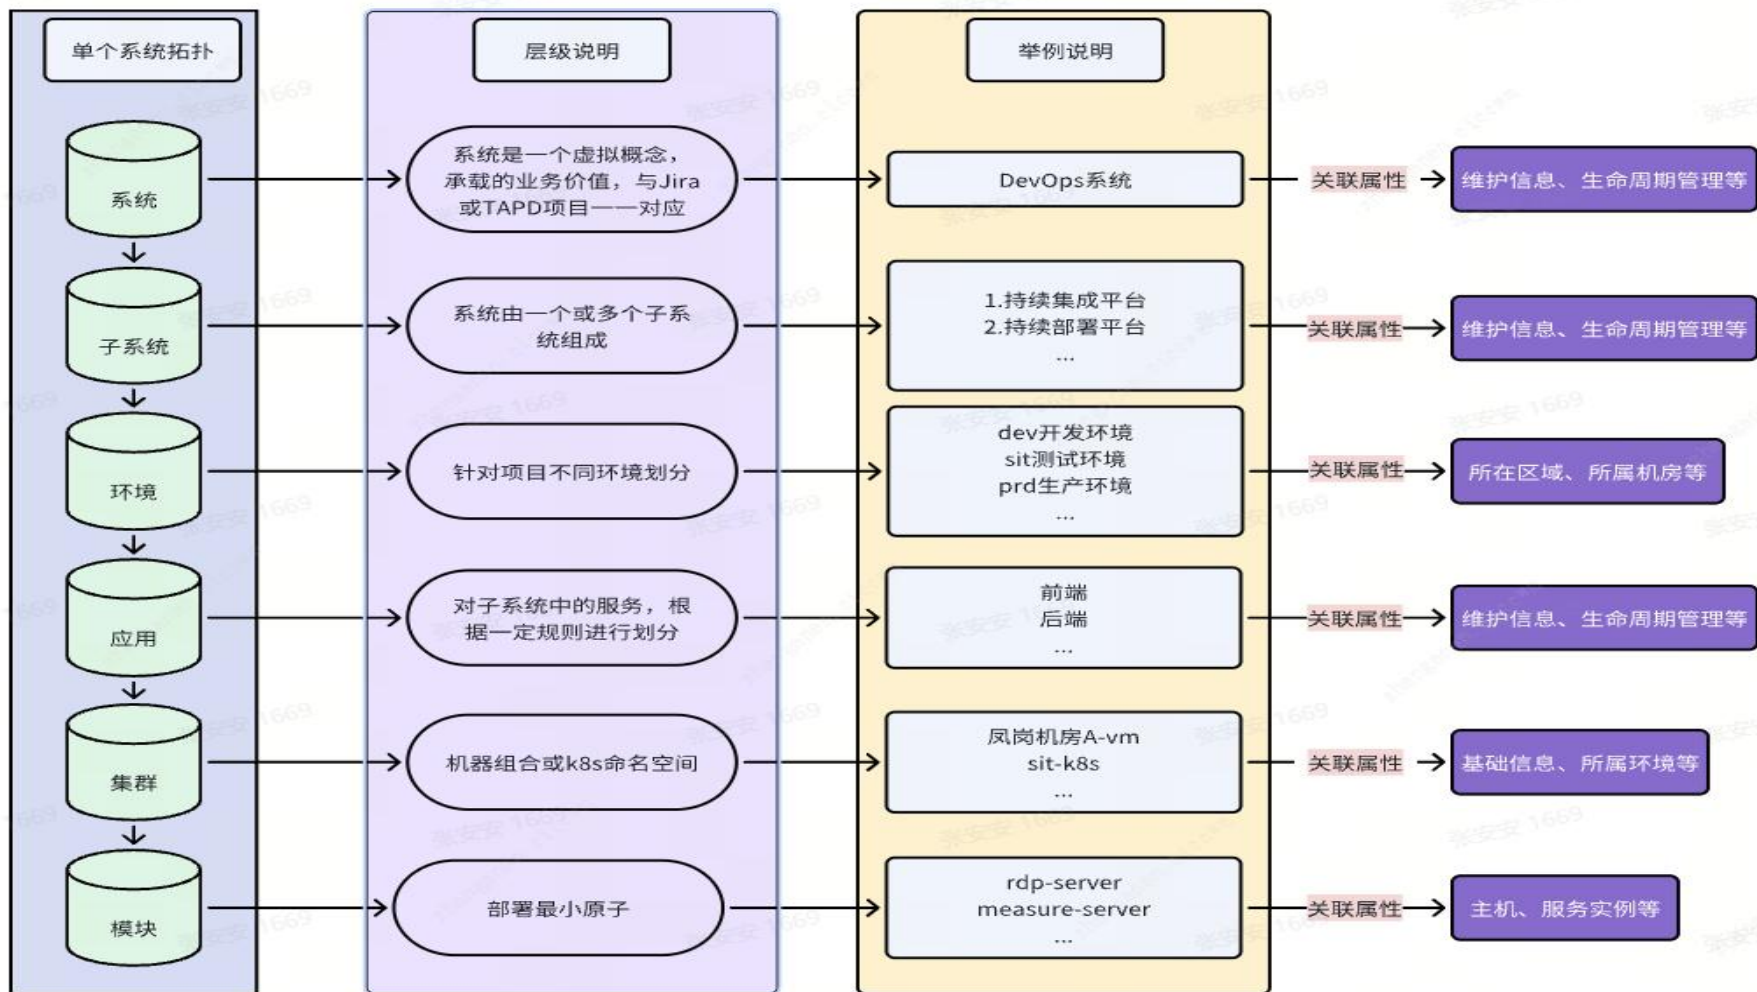 单个系统拓扑
层级说明
举例说明
系统
系统是一个虚拟概念，
承载的业务价值，与Jira
或TAPD项目一一对应
DevOps系统
关联属性
维护信息、生命周期管理等
子系统
系统由一个或多个子系
统组成
1.持续集成平台
2.持续部署平台
...
关联属性
维护信息、生命周期管理等
环境
针对项目不同环境划分
dev开发环境
sit测试环境
prd生产环境
...
关联属性
所在区域、所属机房等
应用
对子系统中的服务，根
据一定规则进行划分
前端
后端
...
关联属性
维护信息、生命周期管理等
集群
机器组合或k8s命名空间
凤岗机房A-vm
sit-k8s
...
关联属性
基础信息、所属环境等
模块
部署最小原子
rdp-server
measure-server
...
关联属性
主机、服务实例等
张安安 1669